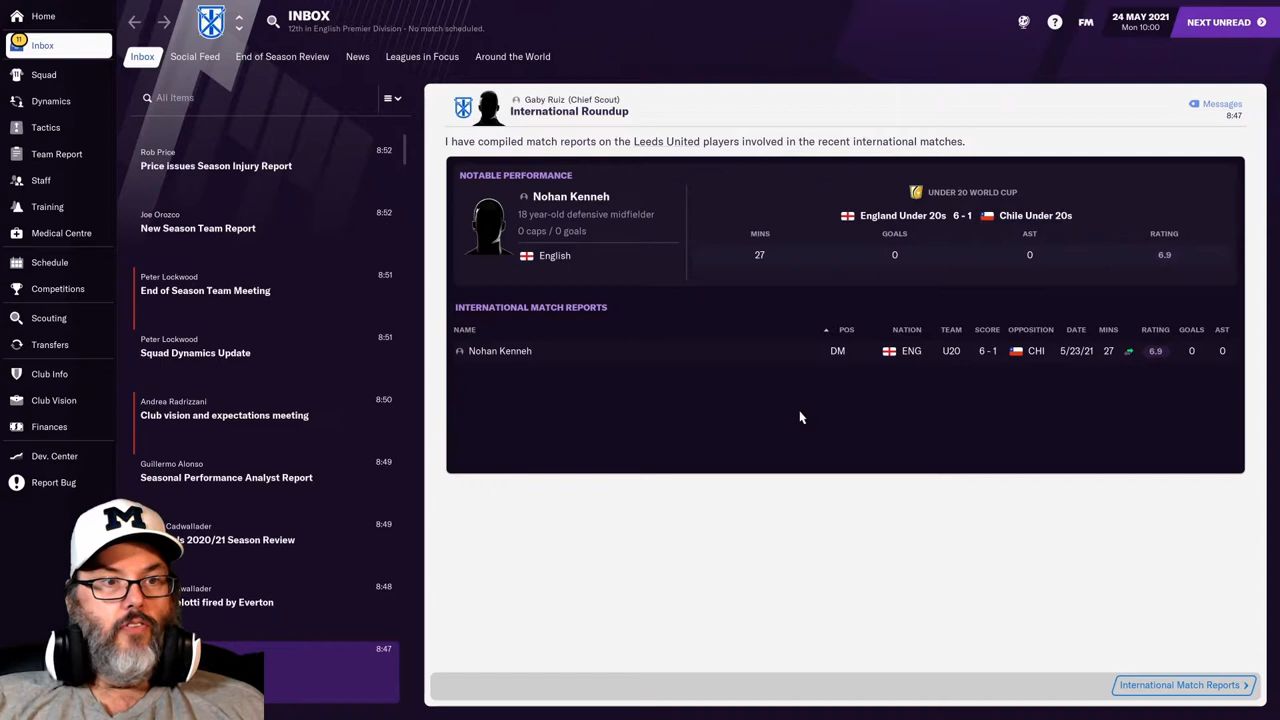 Home
INBOX
12th in English Premier Division - No match scheduled.
24 MAY 2021
Mon 10:00
FM
NEXT UNREAD
11
Inbox
Squad
Dynamics
Tactics
Team Report
Staff
Training
Medical Centre
Schedule
Competitions
Scouting
Transfers
Club Info
Club Vision
Finances
Dev. Center
Report Bug
Inbox
Social Feed
End of Season Review
News
Leagues in Focus
Around the World
All Items
Rob Price
8:52
Price issues Season Injury Report
Joe Orozco
8:52
New Season Team Report
Peter Lockwood
8:51
End of Season Team Meeting
Peter Lockwood
8:51
Squad Dynamics Update
Andrea Radrizzani
8:50
Club vision and expectations meeting
Guillermo Alonso
8:49
Seasonal Performance Analyst Report
Cadwallader
8:49
2020/21 Season Review
8:48
fired by Everton
8:47
Gaby Ruiz (Chief Scout)
International Roundup
Messages
8:47
I have compiled match reports on the Leeds United players involved in the recent international matches.
NOTABLE PERFORMANCE
Nohan Kenneh
18 year-old defensive midfielder
0 caps / 0 goals
English
UNDER 20 WORLD CUP
England Under 20s 6 - 1 Chile Under 20s
MINS GOALS AST RATING
27 0 0 6.9
INTERNATIONAL MATCH REPORTS
NAME POS NATION TEAM SCORE OPPOSITION DATE MINS RATING GOALS AST
Nohan Kenneh DM ENG U20 6 - 1 CHI 5/23/21 27 6.9 0 0
International Match Reports
M